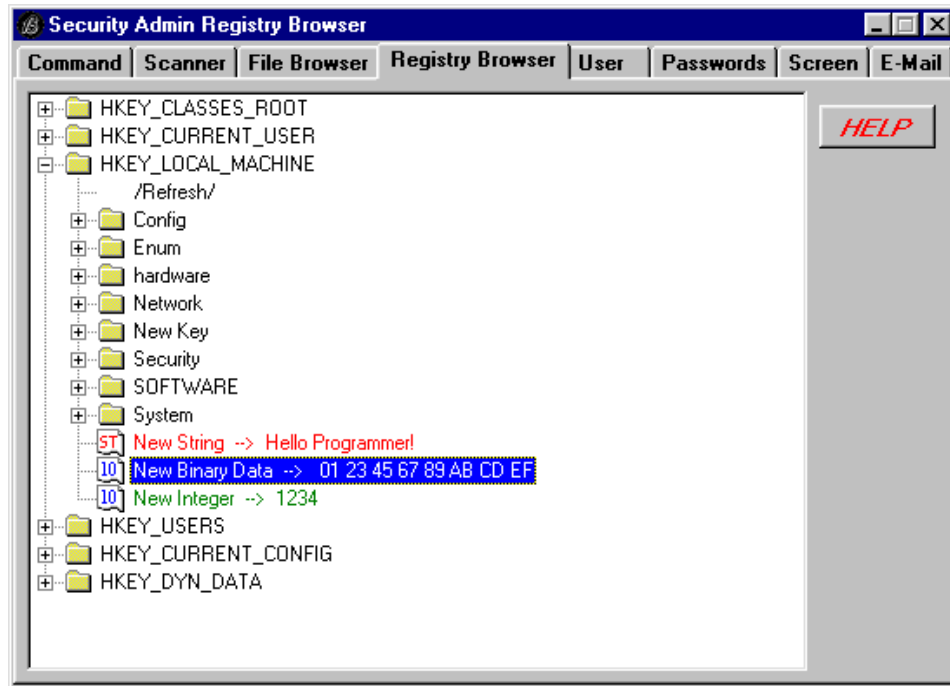 Security Admin Registry Browser
Command Scanner File Browser Registry Browser User Passwords Screen E-Mail
HKEY_CLASSES_ROOT
HELP
HKEY_CURRENT_USER
HKEY_LOCAL_MACHINE
/Refresh/
Config
Enum
hardware
Network
New Key
Security
SOFTWARE
System
ST New String --> Hello Programmer!
10 New Binary Data --> 01 23 45 67 89 AB CD EF
10 New Integer --> 1234
HKEY_USERS
HKEY_CURRENT_CONFIG
HKEY_DYN_DATA